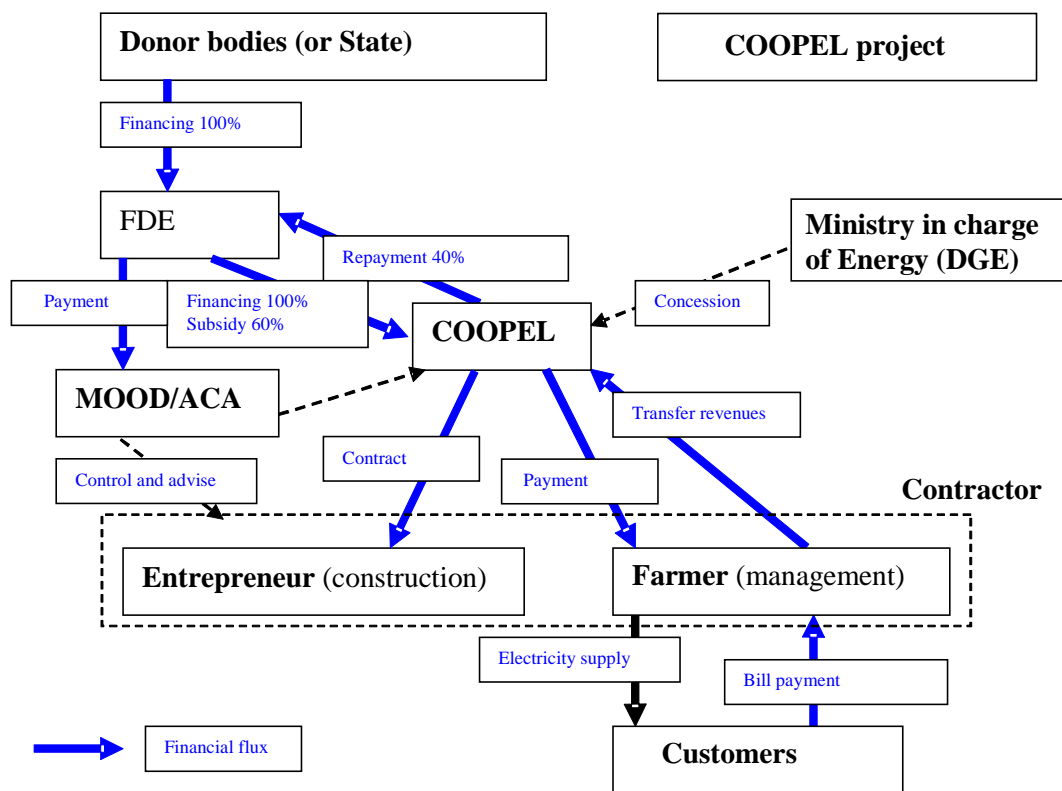 Donor bodies (or State)
COOPEL project
Financing 100%
FDE
Repayment 40%
Ministry in charge
of Energy (DGE)
Payment
Financing 100%
Subsidy 60%
Concession
COOPEL
MOOD/ACA
Transfer revenues
Contract
Control and advise
Payment
Contractor
Entrepreneur (construction)
Farmer (management)
Electricity supply
Bill payment
Financial flux
Customers